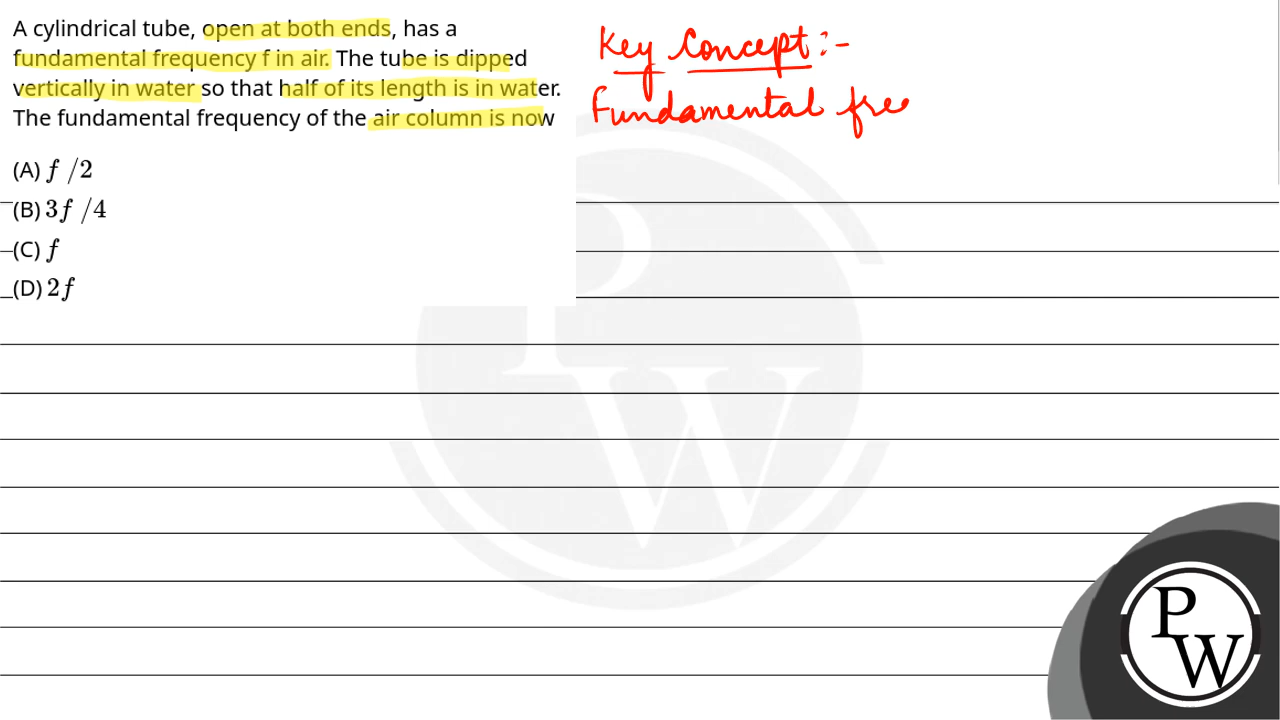 A cylindrical tube, open at both ends, has a
fundamental frequency f in air. The tube is dipped
vertically in water so that half of its length is in water.
The fundamental frequency of the air column is now
(A) f /2
(B) 3f /4
(C) f
(D) 2f
Key Concept :-
Fundamental fre
P
W
P
W